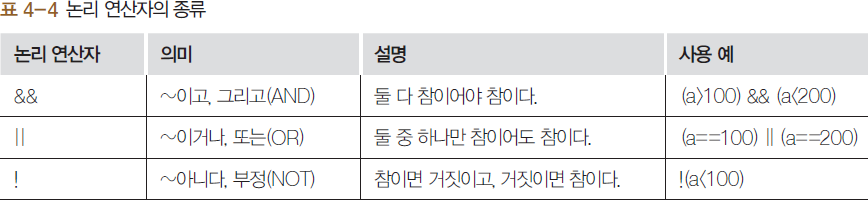 표 4-4 논리 연산자의 종류
논리 연산자 의미 설명 사용 예
&& ~이고, 그리고(AND) 둘 다 참이어야 참이다. (a>100) && (a<200)
|| ~이거나, 또는(OR) 둘 중 하나만 참이어도 참이다. (a==100) || (a==200)
! ~아니다, 부정(NOT) 참이면 거짓이고, 거짓이면 참이다. !(a<100)